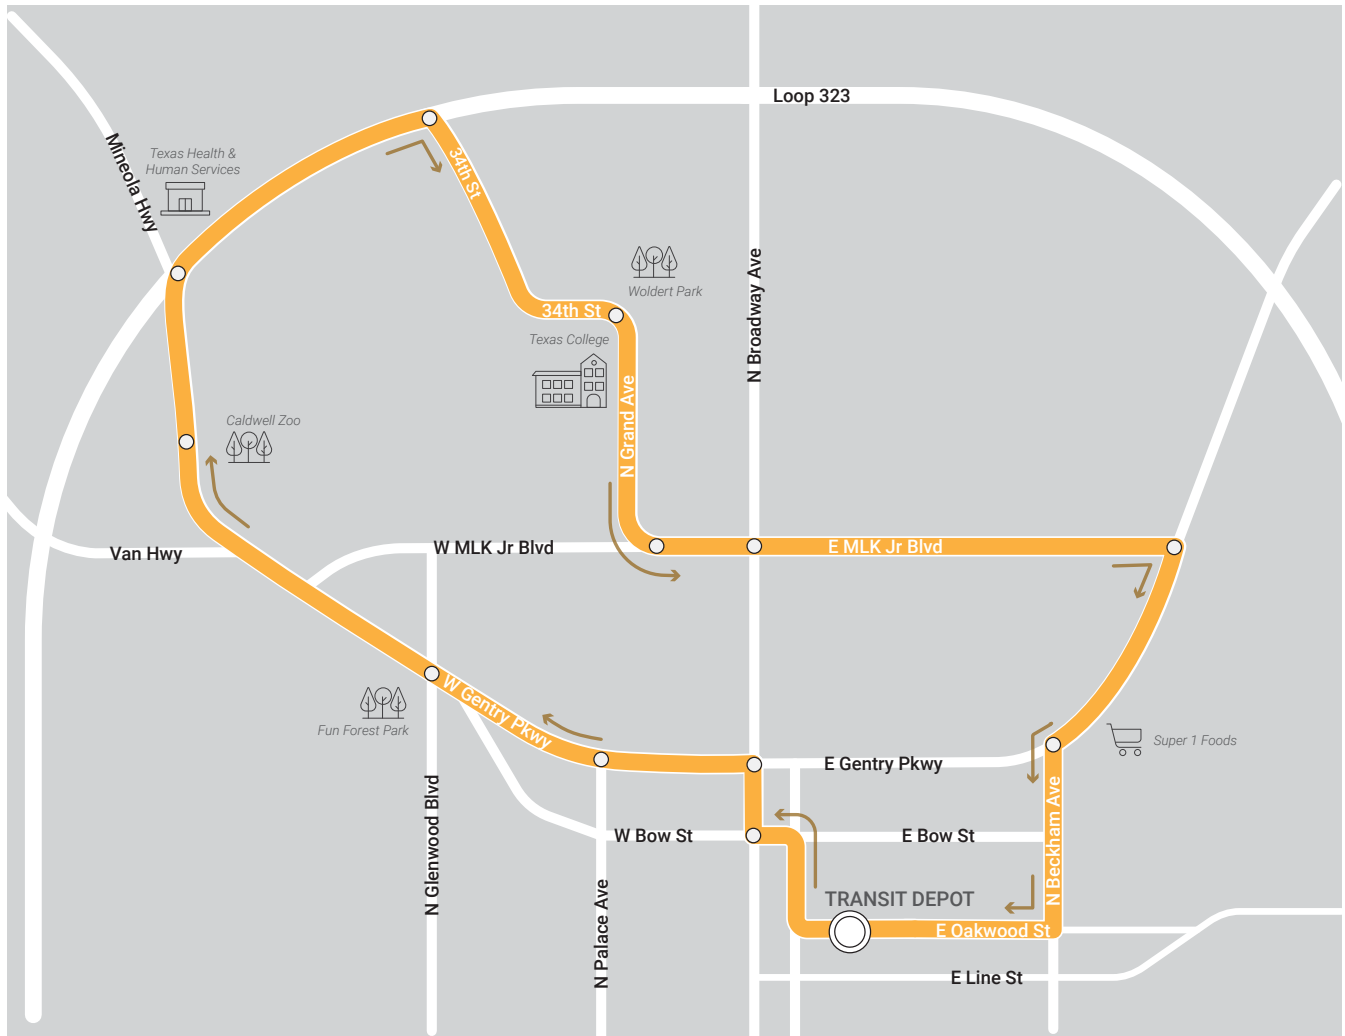 Loop 323
Mineola Hwy
Texas Health &
Human Services
34th St
Woldert Park
34th St
N Broadway Ave
Texas College
N Grand Ave
Caldwell Zoo
Van Hwy
W MLK Jr Blvd
E MLK Jr Blvd
W Gentry Pkwy
Fun Forest Park
Super 1 Foods
E Gentry Pkwy
N Glenwood Blvd
N Beckham Ave
W Bow St
E Bow St
N Palace Ave
TRANSIT DEPOT
E Oakwood St
E Line St